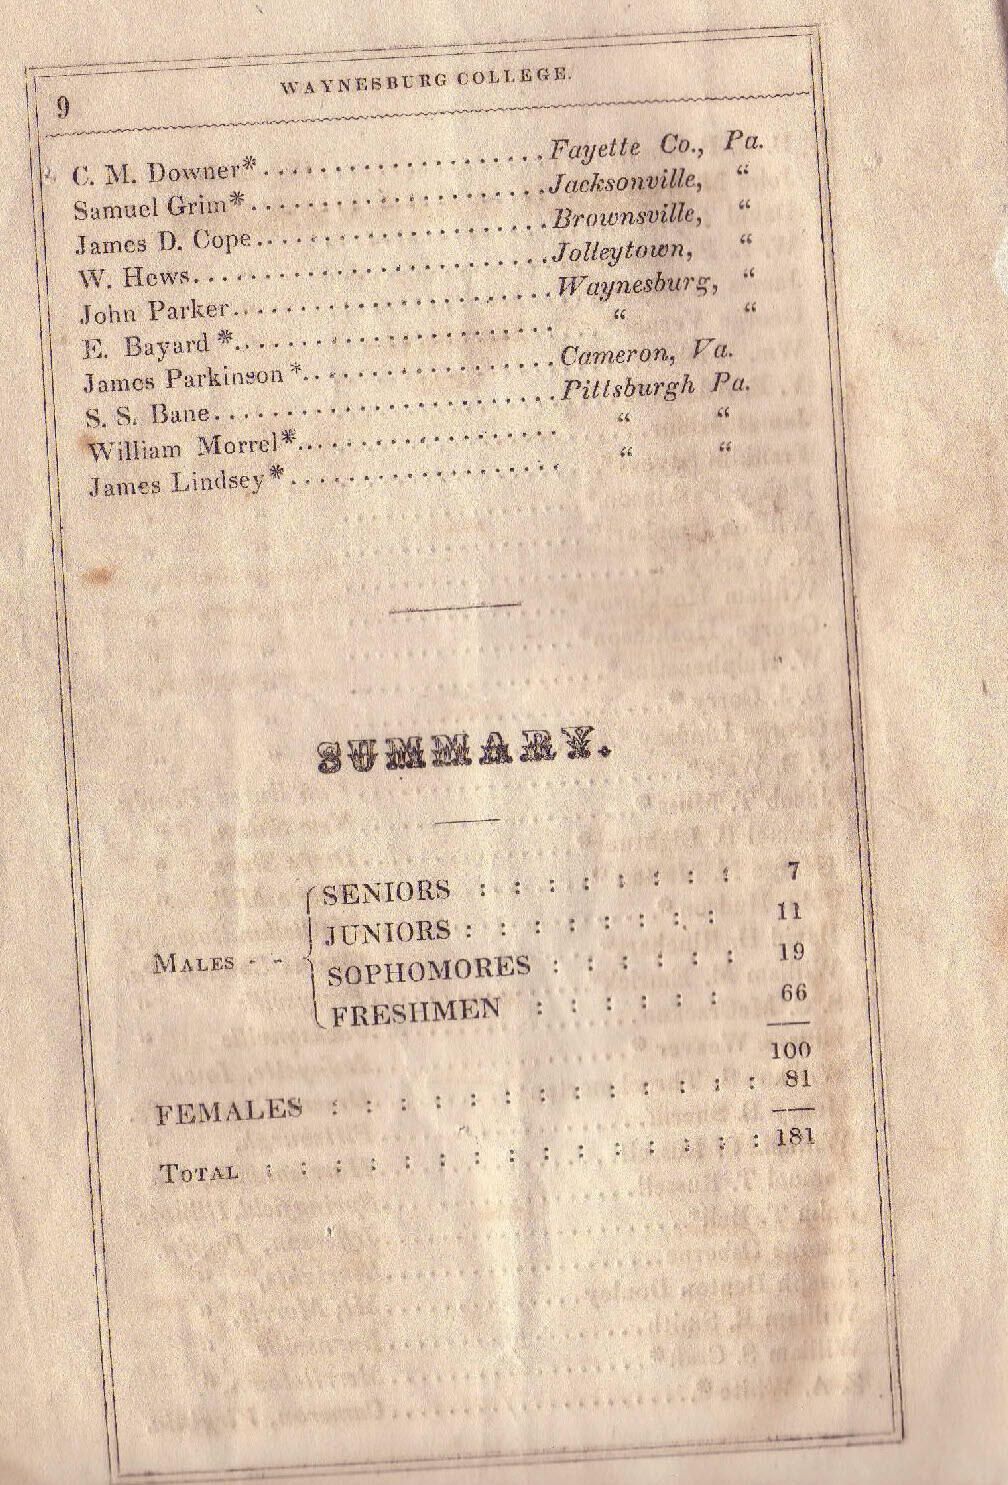 WAYNESBURG COLLEGE.
9
C. M. Downer*....................Fayette Co., Pa.
Samuel Grim*.....................Jacksonville, “
James D. Cope....................Brownsville, “
W. Hews.........................Jolleytown, “
John Parker......................Waynesburg, “
E. Bayard *...................... “ “
James Parkinson*..................Cameron, Va.
S. S. Bane........................Pittsburgh Pa.
William Morrel*................... “ “
James Lindsey*................... “ “
SUMMARY.
MALES - - { SENIORS : : : : : : : : 7
JUNIORS : : : : : : : : 11
SOPHOMORES : : : : : : 19
FRESHMEN : : : : : : 66
100
FEMALES : : : : : : : : : : : : : 81
TOTAL : : : : : : : : : : : : : : : 181